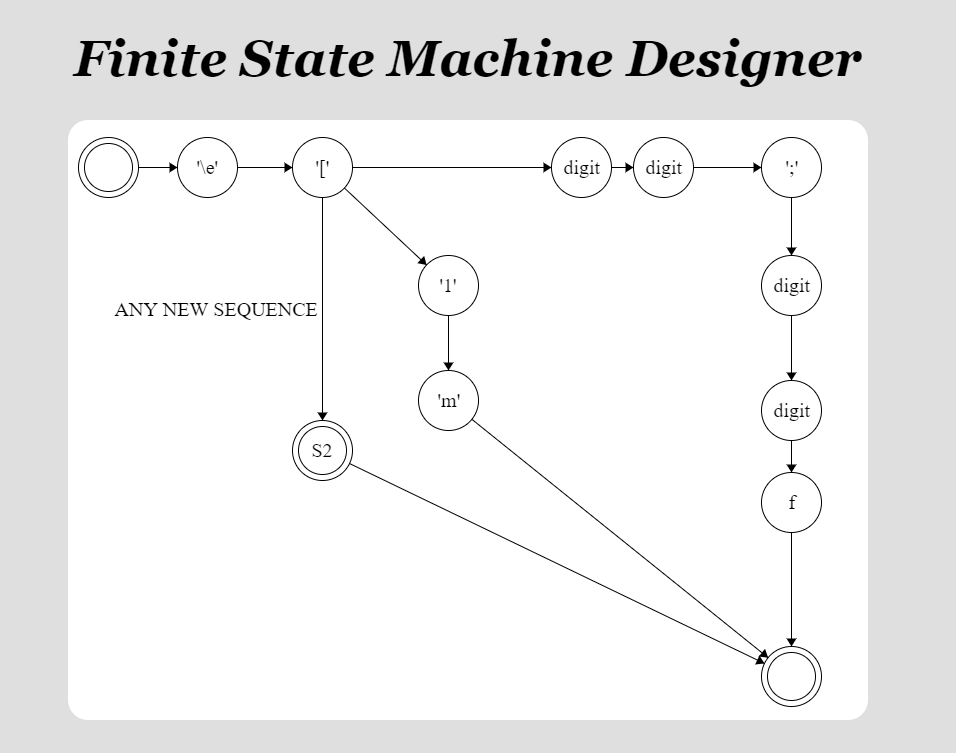 Finite State Machine Designer
'\e'
'['
digit
digit
';'
'1'
digit
ANY NEW SEQUENCE
'm'
digit
S2
f